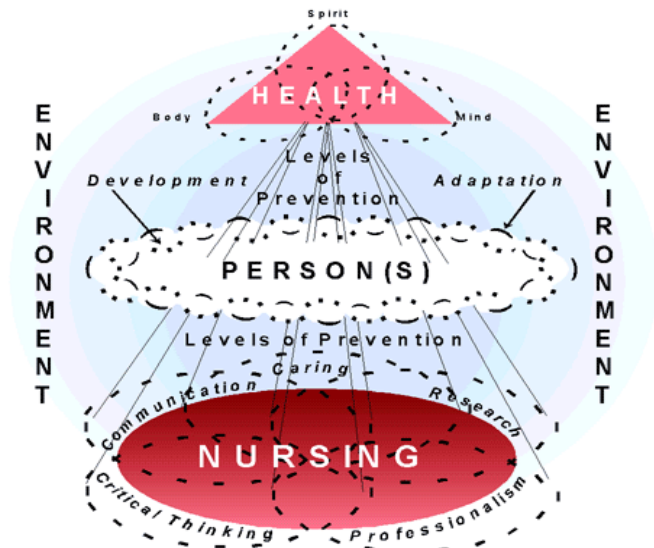 Spirit
HEALTH
Body
Mind
ENVIRONMENT
ENVIRONMENT
Levels
of
Prevention
Development
Adaptation
PERSON(S)
Levels of Prevention
Caring
Communication
Research
NURSING
Critical Thinking
Professionalism